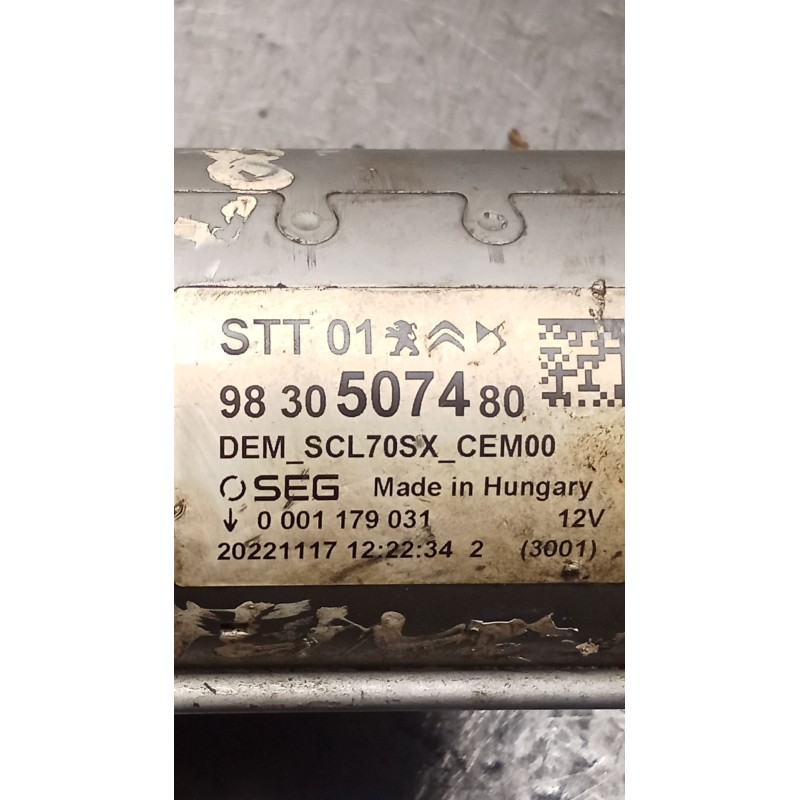 STT 01
98 30 5074 80
DEM_SCL70SX_CEM00
SEG Made in Hungary
↓ 0 001 179 031 12V
20221117 12:22:34 2 (3001)